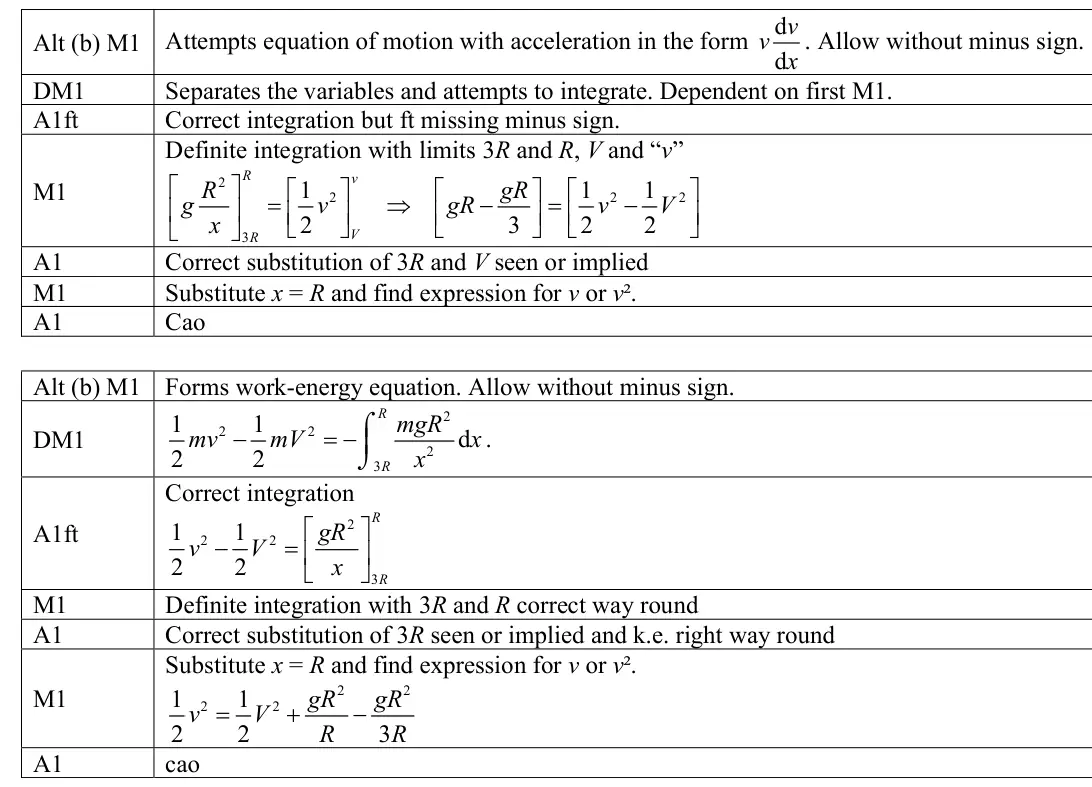 Alt (b) M1 Attempts equation of motion with acceleration in the form v dv/dx . Allow without minus sign.
DM1 Separates the variables and attempts to integrate. Dependent on first M1.
A1ft Correct integration but ft missing minus sign.
M1 Definite integration with limits 3R and R, V and “v”
[g R²/x]_{3R}^{R} = [1/2 v²]_{V}^{v} ⇒ [gR − gR/3] = [1/2 v² − 1/2 V²]
A1 Correct substitution of 3R and V seen or implied
M1 Substitute x = R and find expression for v or v².
A1 Cao
Alt (b) M1 Forms work-energy equation. Allow without minus sign.
DM1 1/2 mv² − 1/2 mV² = −∫_{3R}^{R} mgR²/x² dx .
A1ft Correct integration
1/2 v² − 1/2 V² = [gR²/x]_{3R}^{R}
M1 Definite integration with 3R and R correct way round
A1 Correct substitution of 3R seen or implied and k.e. right way round
M1 Substitute x = R and find expression for v or v².
1/2 v² = 1/2 V² + gR²/R − gR²/3R
A1 cao